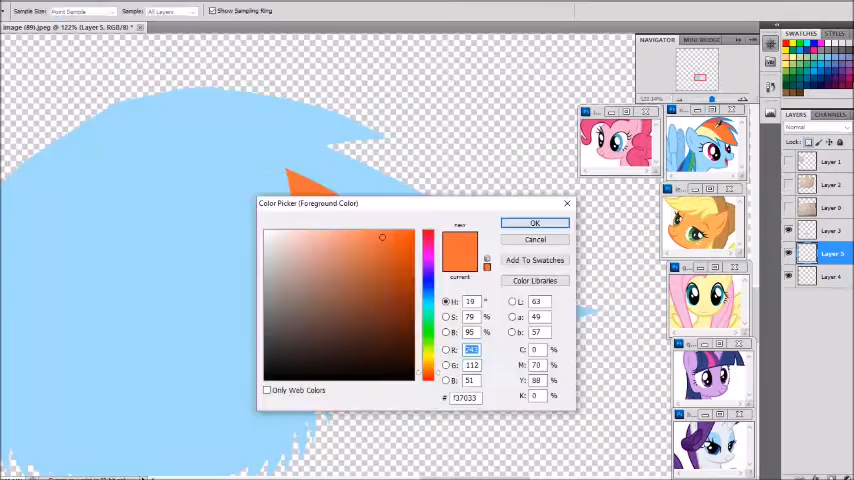 Sample Size: Point Sample Sample: All Layers Show Sampling Ring
image (89).jpeg @ 122% (Layer 5, RGB/8) *
NAVIGATOR MINI BRIDGE
SWATCHES STYLES
Color Picker (Foreground Color)
new
current
OK
Cancel
Add To Swatches
Color Libraries
H: 19 °
S: 79 %
B: 95 %
R: 243
G: 112
B: 51
# f37033
L: 63
a: 49
b: 57
C: 0 %
M: 70 %
Y: 88 %
K: 0 %
Only Web Colors
LAYERS CHANNELS
Normal
Lock:
Layer 1
Layer 2
Layer 0
Layer 3
Layer 5
Layer 4